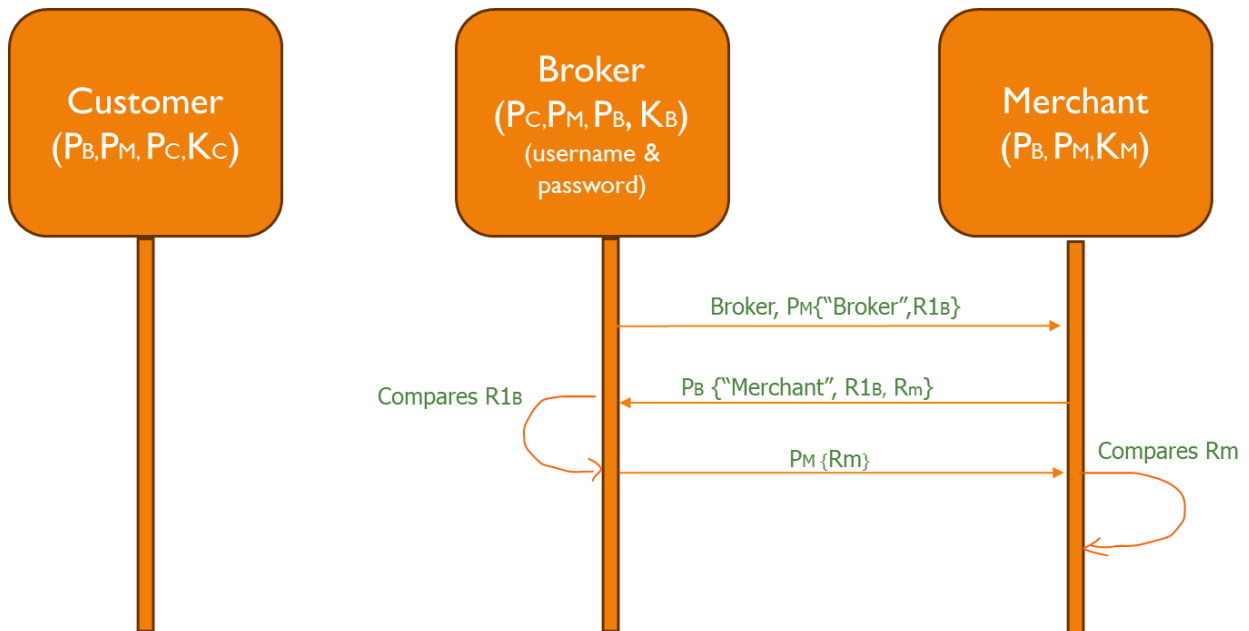 Customer
(PB,PM, PC,KC)
Broker
(PC,PM, PB, KB)
(username &
password)
Merchant
(PB, PM,KM)
Broker, PM{“Broker”,R1B}
PB {“Merchant”, R1B, Rm}
Compares R1B
PM {Rm}
Compares Rm